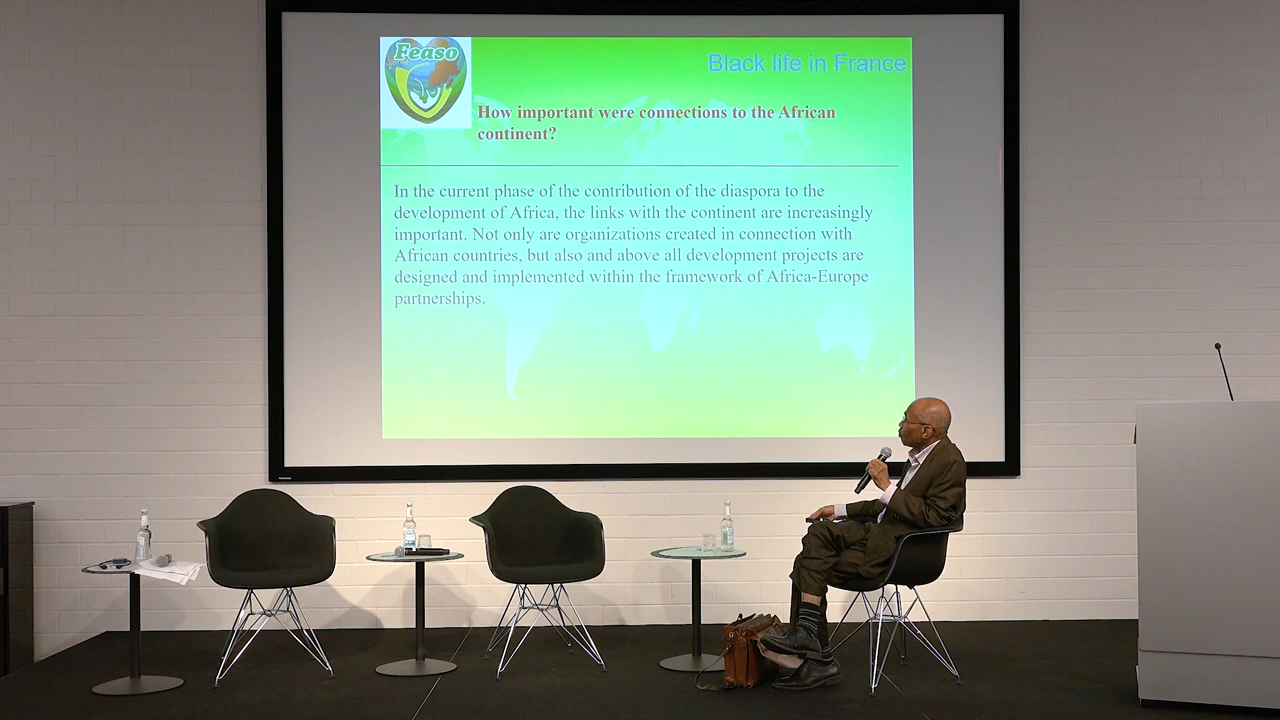 Feaso
Black life in France
How important were connections to the African
continent?
In the current phase of the contribution of the diaspora to the
development of Africa, the links with the continent are increasingly
important. Not only are organizations created in connection with
African countries, but also and above all development projects are
designed and implemented within the framework of Africa-Europe
partnerships.